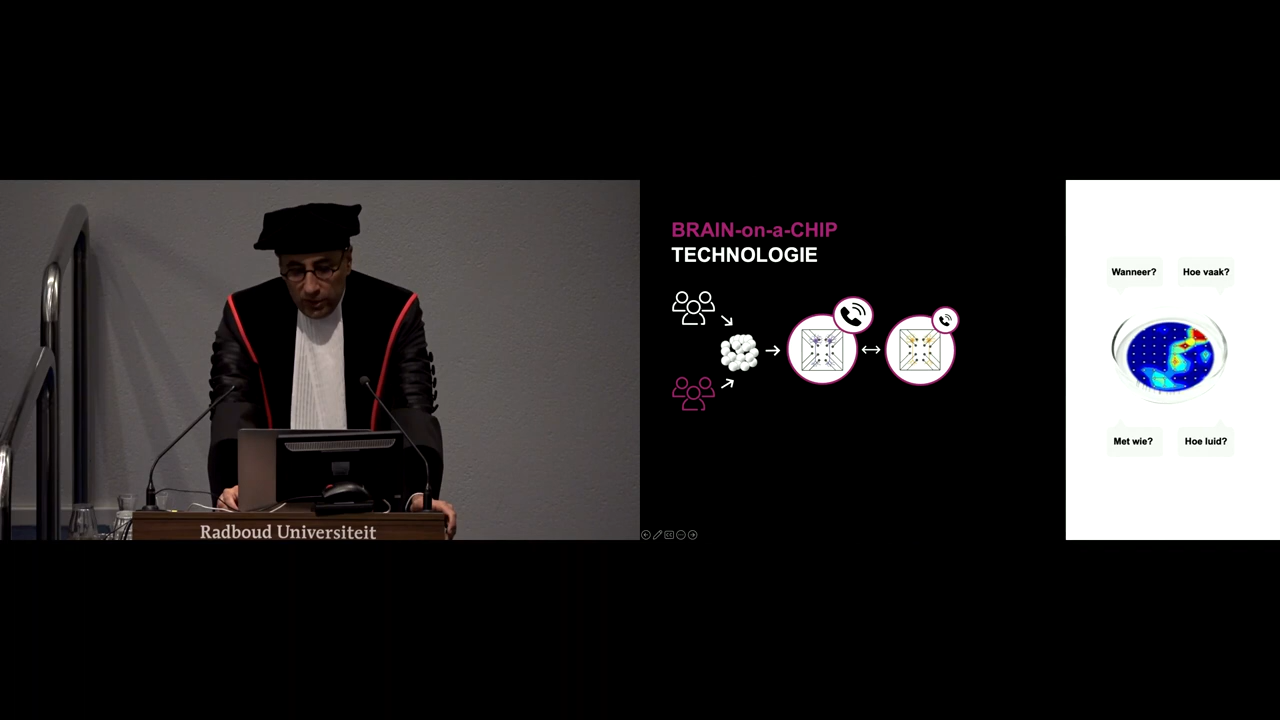 Radboud Universiteit
BRAIN-on-a-CHIP
TECHNOLOGIE
Wanneer?
Hoe vaak?
Met wie?
Hoe luid?